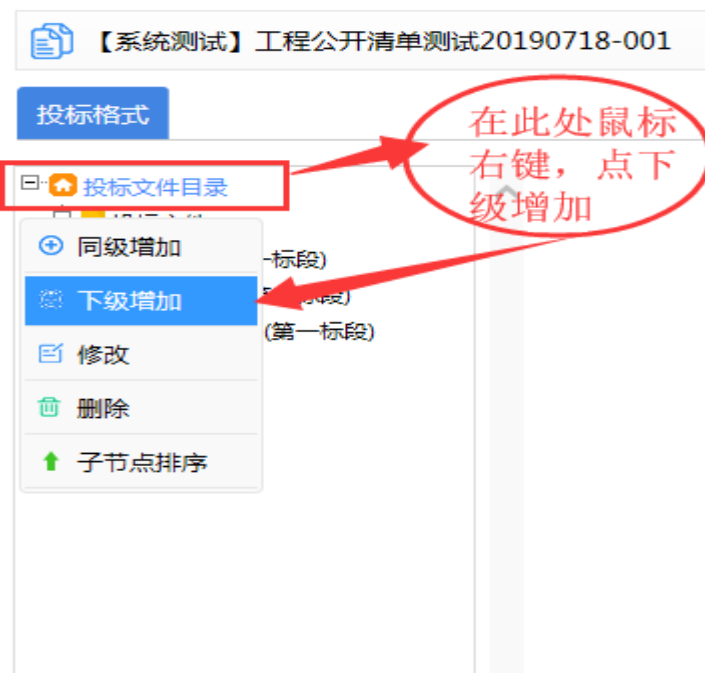 【系统测试】工程公开清单测试20190718-001
投标格式
在此处鼠标
右键，点下
级增加
投标文件目录
同级增加
标段)
下级增加
段)
(第一标段)
修改
删除
子节点排序